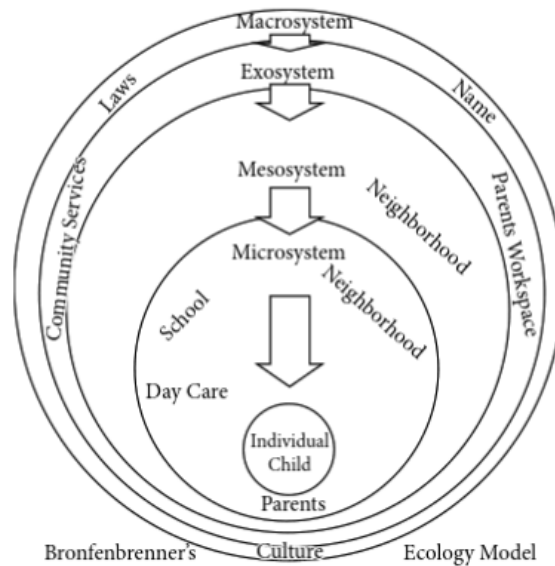 Macrosystem
Laws
Name
Exosystem
Community Services
Parents Workspace
Mesosystem
Neighborhood
Microsystem
School
Neighborhood
Day Care
Individual
Child
Parents
Bronfenbrenner's
Culture
Ecology Model